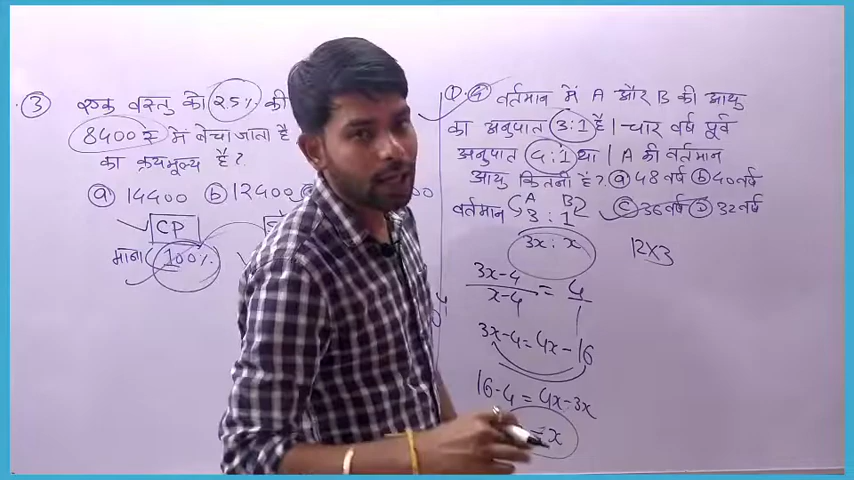 ③ एक वस्तु को 25% की
8400 रु में बेचा जाता है
का क्रयमूल्य है?
ⓐ 14400 ⓑ 12400
CP
माना 100%
Q. ④ वर्तमान में A और B की आयु
का अनुपात 3:1 है। चार वर्ष पूर्व
अनुपात 4:1 था। A की वर्तमान
आयु कितनी है? ⓐ 48 वर्ष ⓑ 40 वर्ष
ⓒ 36 वर्ष ⓓ 32 वर्ष
वर्तमान A B
3 : 1
3x : x
12×3
3x-4
x-4 = 4
1
3x-4 = 4x-16
16-4 = 4x-3x
= x